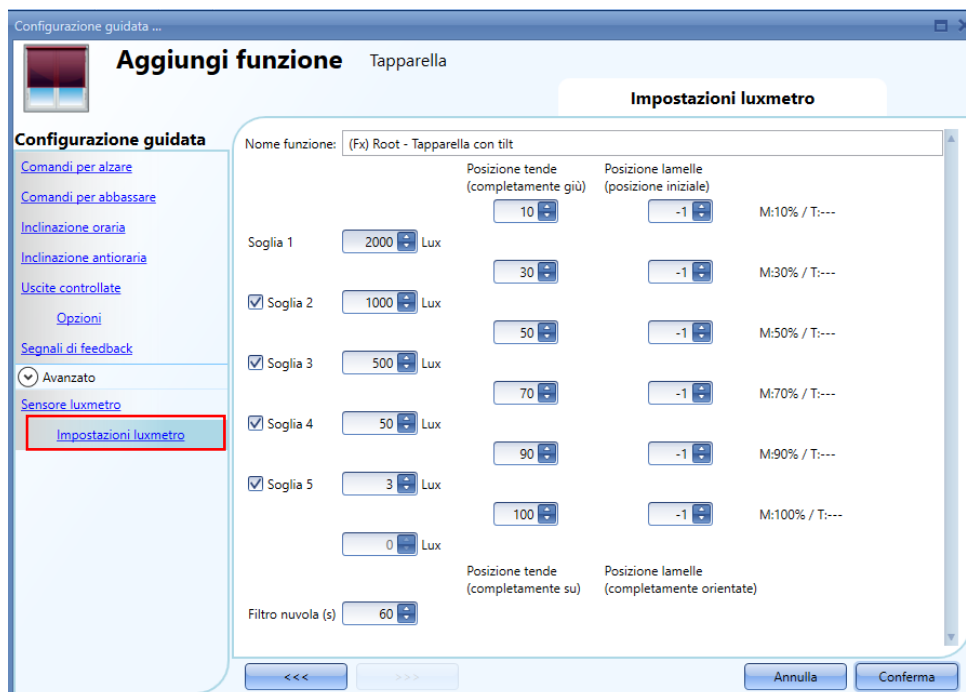 Configurazione guidata ...
Aggiungi funzione Tapparella
Impostazioni luxmetro
Configurazione guidata
Comandi per alzare
Comandi per abbassare
Inclinazione oraria
Inclinazione antioraria
Uscite controllate
Opzioni
Segnali di feedback
Avanzato
Sensore luxmetro
Impostazioni luxmetro
Nome funzione: (Fx) Root - Tapparella con tilt
Posizione tende Posizione lamelle
(completamente giù) (posizione iniziale)
10 -1 M:10% / T:---
Soglia 1 2000 Lux
30 -1 M:30% / T:---
Soglia 2 1000 Lux
50 -1 M:50% / T:---
Soglia 3 500 Lux
70 -1 M:70% / T:---
Soglia 4 50 Lux
90 -1 M:90% / T:---
Soglia 5 3 Lux
100 -1 M:100% / T:---
0 Lux
Posizione tende Posizione lamelle
(completamente su) (completamente orientate)
Filtro nuvola (s) 60
<<< >>> Annulla Conferma